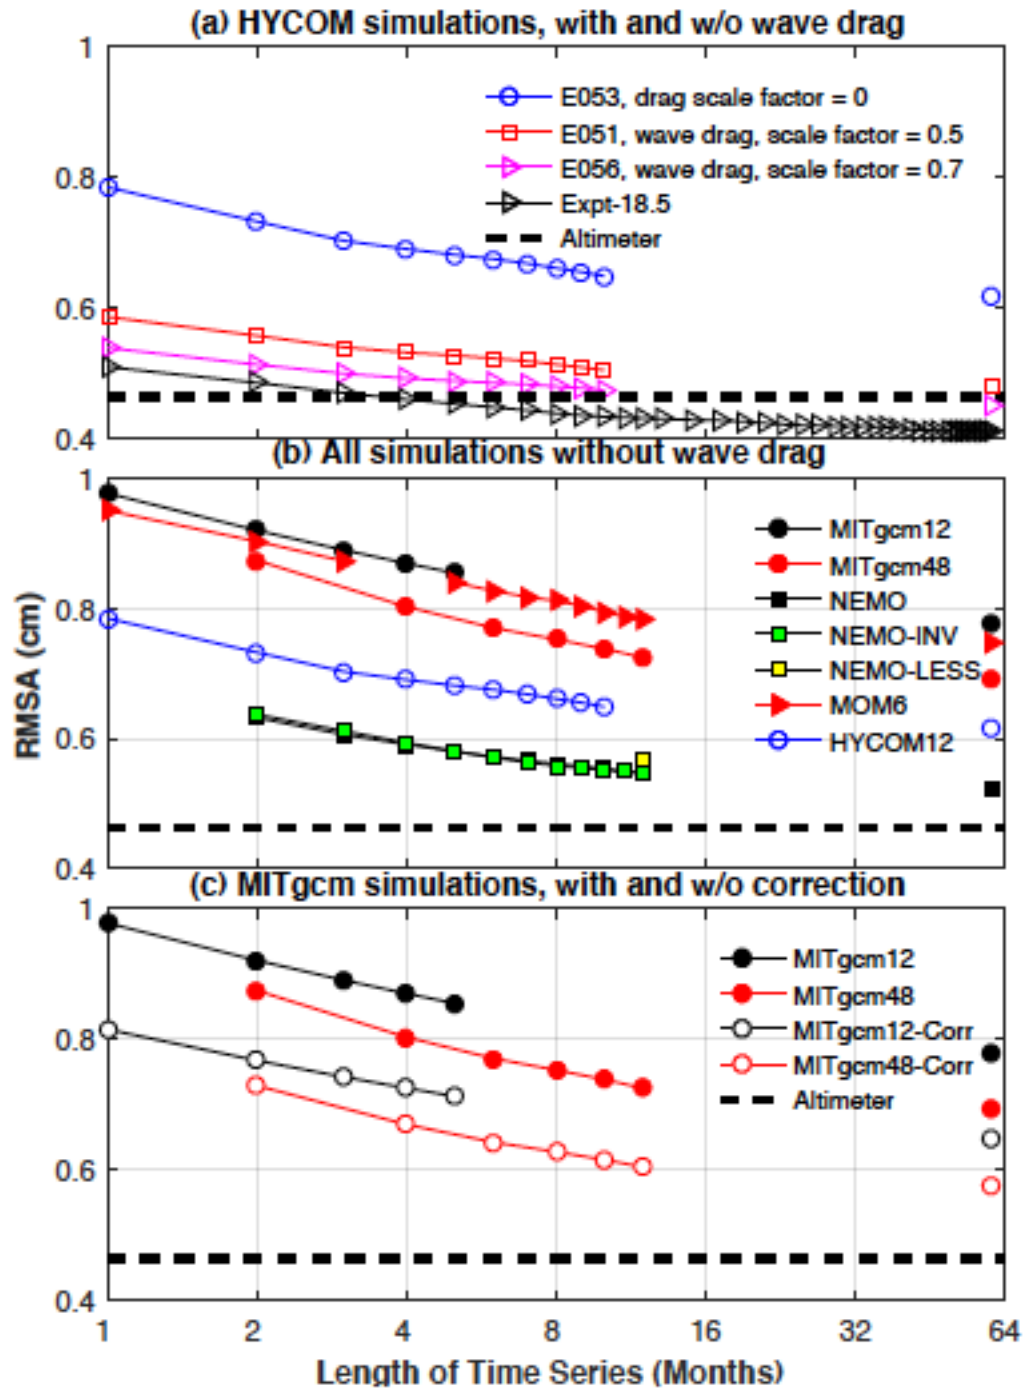 (a) HYCOM simulations, with and w/o wave drag
1
0.8
0.6
0.4
E053, drag scale factor = 0
E051, wave drag, scale factor = 0.5
E056, wave drag, scale factor = 0.7
Expt-18.5
Altimeter
(b) All simulations without wave drag
1
0.8
0.6
0.4
RMSA (cm)
MITgcm12
MITgcm48
NEMO
NEMO-INV
NEMO-LESS
MOM6
HYCOM12
(c) MITgcm simulations, with and w/o correction
1
0.8
0.6
0.4
MITgcm12
MITgcm48
MITgcm12-Corr
MITgcm48-Corr
Altimeter
1 2 4 8 16 32 64
Length of Time Series (Months)